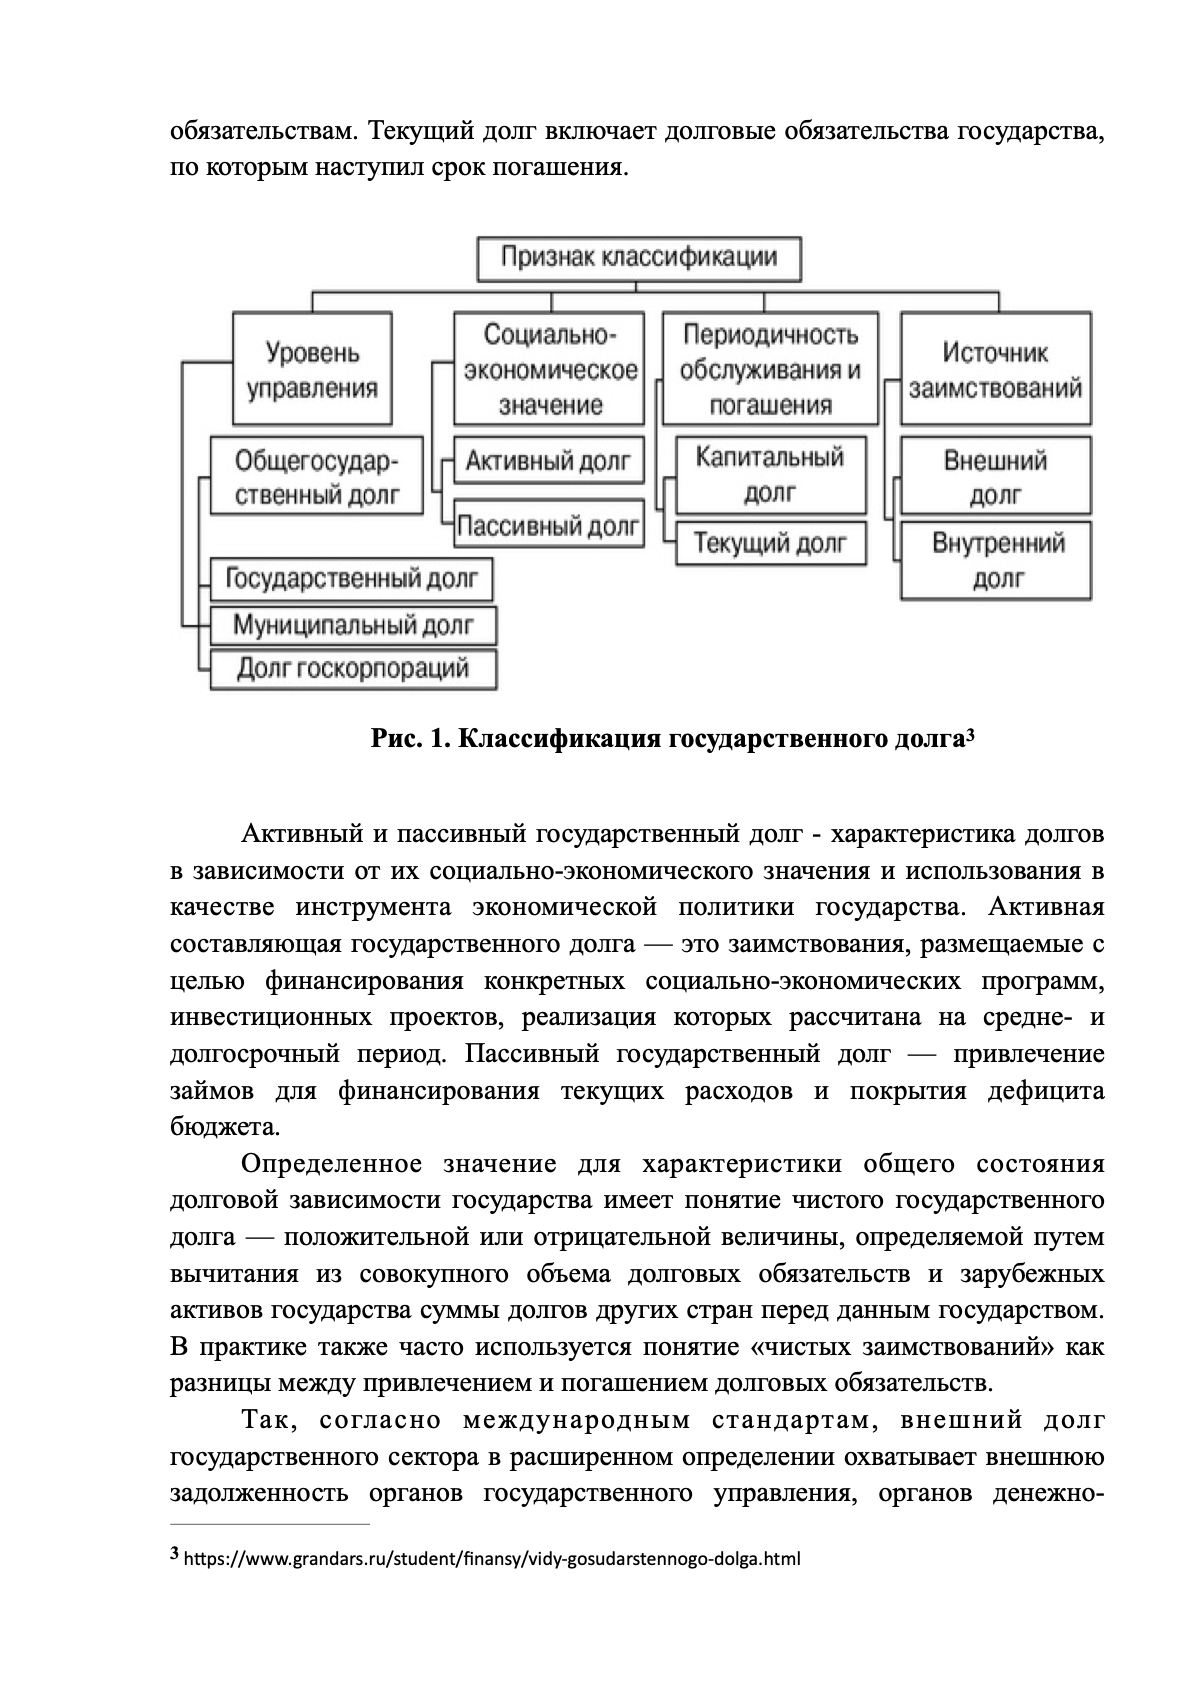 обязательствам. Текущий долг включает долговые обязательства государства,
по которым наступил срок погашения.
Признак классификации
Уровень
управления
Общегосудар-
ственный долг
Государственный долг
Муниципальный долг
Долг госкорпораций
Социально-
экономическое
значение
Активный долг
Пассивный долг
Периодичность
обслуживания и
погашения
Капитальный
долг
Текущий долг
Источник
заимствований
Внешний
долг
Внутренний
долг
Рис. 1. Классификация государственного долга3
Активный и пассивный государственный долг - характеристика долгов
в зависимости от их социально-экономического значения и использования в
качестве инструмента экономической политики государства. Активная
составляющая государственного долга — это заимствования, размещаемые с
целью финансирования конкретных социально-экономических программ,
инвестиционных проектов, реализация которых рассчитана на средне- и
долгосрочный период. Пассивный государственный долг — привлечение
займов для финансирования текущих расходов и покрытия дефицита
бюджета.
Определенное значение для характеристики общего состояния
долговой зависимости государства имеет понятие чистого государственного
долга — положительной или отрицательной величины, определяемой путем
вычитания из совокупного объема долговых обязательств и зарубежных
активов государства суммы долгов других стран перед данным государством.
В практике также часто используется понятие «чистых заимствований» как
разницы между привлечением и погашением долговых обязательств.
Так, согласно международным стандартам, внешний долг
государственного сектора в расширенном определении охватывает внешнюю
задолженность органов государственного управления, органов денежно-
3 https://www.grandars.ru/student/finansy/vidy-gosudarstennogo-dolga.html